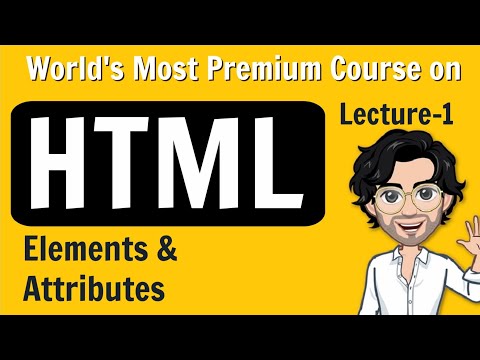 World's Most Premium Course on
HTML
Lecture-1
Elements &
Attributes